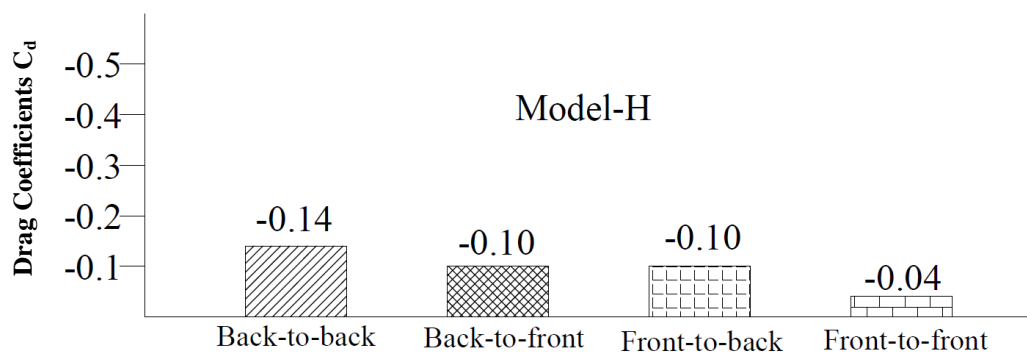 Drag Coefficients C_d
-0.5
-0.4
-0.3
-0.2
-0.1
Model-H
-0.14
-0.10
-0.10
-0.04
Back-to-back
Back-to-front
Front-to-back
Front-to-front